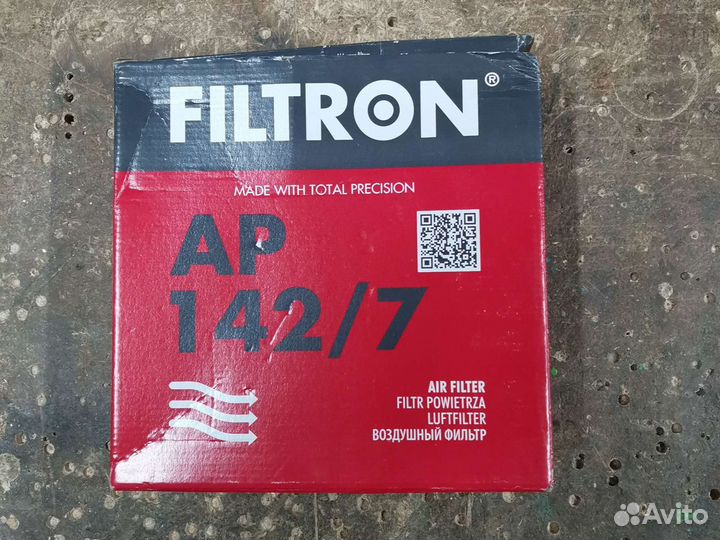 FILTRON®
MADE WITH TOTAL PRECISION
AP
142/7
AIR FILTER
FILTR POWIETRZA
LUFTFILTER
ВОЗДУШНЫЙ ФИЛЬТР
Avito